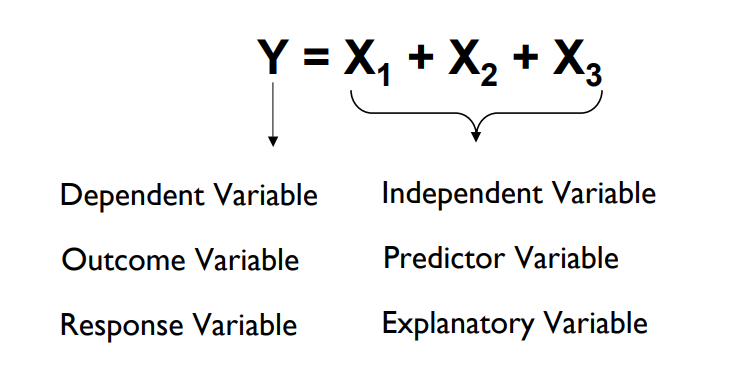 Y = X₁ + X₂ + X₃
Dependent Variable
Independent Variable
Outcome Variable
Predictor Variable
Response Variable
Explanatory Variable